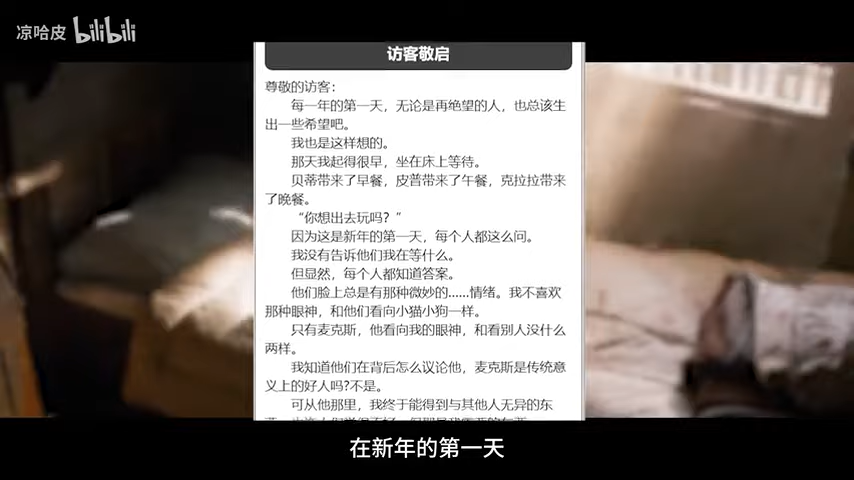 凉哈皮 bilibili
访客敬启
尊敬的访客：
每一年的第一天，无论是再绝望的人，也总该生
出一些希望吧。
我也是这样想的。
那天我起得很早，坐在床上等待。
贝蒂带来了早餐，皮普带来了午餐，克拉拉带来
了晚餐。
“你想出去玩吗？”
因为这是新年的第一天，每个人都这么问。
我没有告诉他们我在等什么。
但显然，每个人都知道答案。
他们脸上总是有那种微妙的......情绪。我不喜欢
那种眼神，和他们看向小猫小狗一样。
只有麦克斯，他看向我的眼神，和看别人没什么
两样。
我知道他们在背后怎么议论他，麦克斯是传统意
义上的好人吗?不是。
可从他那里，我终于能得到与其他人无异的东
在新年的第一天